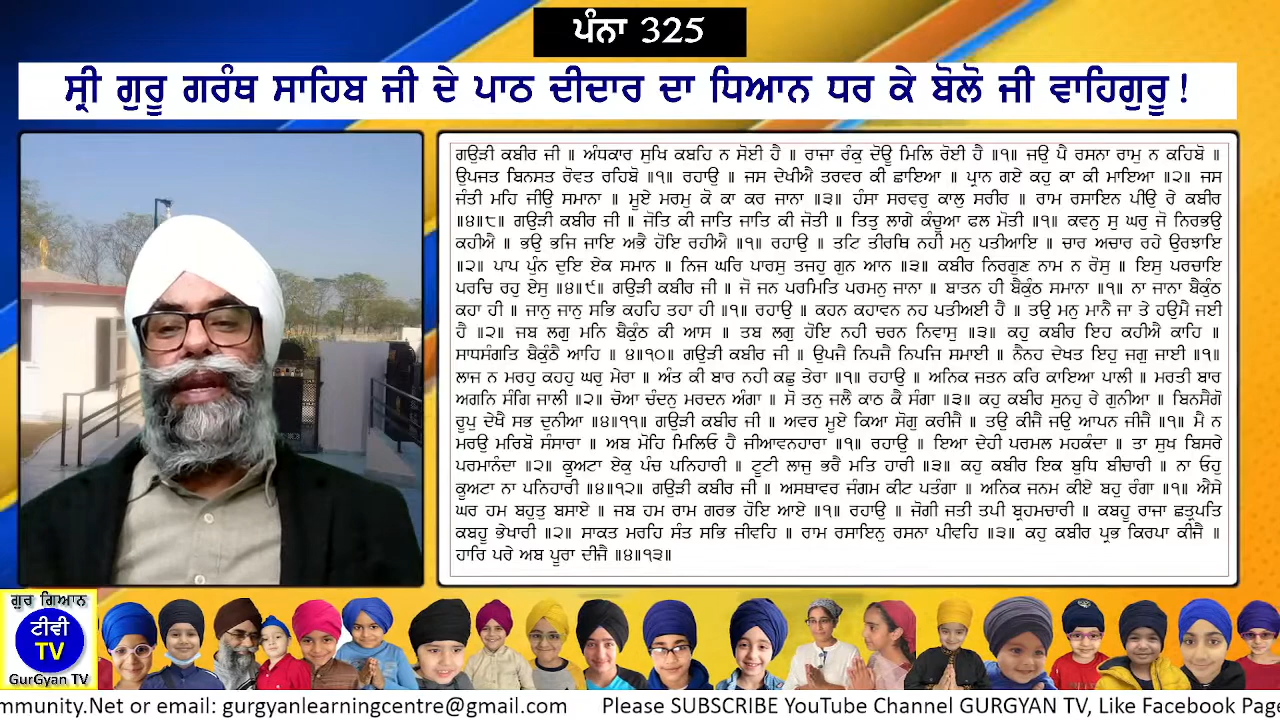 ਪੰਨਾ 325
ਸ੍ਰੀ ਗੁਰੂ ਗਰੰਥ ਸਾਹਿਬ ਜੀ ਦੇ ਪਾਠ ਦੀਦਾਰ ਦਾ ਧਿਆਨ ਧਰ ਕੇ ਬੋਲੋ ਜੀ ਵਾਹਿਗੁਰੂ !
ਗਉੜੀ ਕਬੀਰ ਜੀ ॥ ਅੰਧਕਾਰ ਸੁਖਿ ਕਬਹਿ ਨ ਸੋਈ ਹੈ ॥ ਰਾਜਾ ਰੰਕੁ ਦੋਊ ਮਿਲਿ ਰੋਈ ਹੈ ॥੧॥ ਜਉ ਪੈ ਰਸਨਾ ਰਾਮੁ ਨ ਕਹਿਬੋ ॥
ਉਪਜਤ ਬਿਨਸਤ ਰੋਵਤ ਰਹਿਬੋ ॥੧॥ ਰਹਾਉ ॥ ਜਸ ਦੇਖੀਐ ਤਰਵਰ ਕੀ ਛਾਇਆ ॥ ਪ੍ਰਾਨ ਗਏ ਕਹੁ ਕਾ ਕੀ ਮਾਇਆ ॥੨॥ ਜਸ
ਜੰਤੀ ਮਹਿ ਜੀਉ ਸਮਾਨਾ ॥ ਮੂਏ ਮਰਮੁ ਕੋ ਕਾ ਕਰ ਜਾਨਾ ॥੩॥ ਹੰਸਾ ਸਰਵਰੁ ਕਾਲੁ ਸਰੀਰ ॥ ਰਾਮ ਰਸਾਇਨ ਪੀਉ ਰੇ ਕਬੀਰ
॥੪॥੮॥ ਗਉੜੀ ਕਬੀਰ ਜੀ ॥ ਜੋਤਿ ਕੀ ਜਾਤਿ ਜਾਤਿ ਕੀ ਜੋਤੀ ॥ ਤਿਤੁ ਲਾਗੇ ਕੰਚੂਆ ਫਲ ਮੋਤੀ ॥੧॥ ਕਵਨੁ ਸੁ ਘਰੁ ਜੋ ਨਿਰਭਉ
ਕਹੀਐ ॥ ਭਉ ਭਜਿ ਜਾਇ ਅਭੈ ਹੋਇ ਰਹੀਐ ॥੧॥ ਰਹਾਉ ॥ ਤਟਿ ਤੀਰਥਿ ਨਹੀ ਮਨੁ ਪਤੀਆਇ ॥ ਚਾਰ ਅਚਾਰ ਰਹੇ ਉਰਝਾਇ
॥੨॥ ਪਾਪ ਪੁੰਨ ਦੁਇ ਏਕ ਸਮਾਨ ॥ ਨਿਜ ਘਰਿ ਪਾਰਸੁ ਤਜਹੁ ਗੁਨ ਆਨ ॥੩॥ ਕਬੀਰ ਨਿਰਗੁਣ ਨਾਮ ਨ ਰੋਸੁ ॥ ਇਸੁ ਪਰਚਾਇ
ਪਰਚਿ ਰਹੁ ਏਸੁ ॥੪॥੯॥ ਗਉੜੀ ਕਬੀਰ ਜੀ ॥ ਜੋ ਜਨ ਪਰਮਿਤਿ ਪਰਮਨੁ ਜਾਨਾ ॥ ਬਾਤਨ ਹੀ ਬੈਕੁੰਠ ਸਮਾਨਾ ॥੧॥ ਨਾ ਜਾਨਾ ਬੈਕੁੰਠ
ਕਹਾ ਹੀ ॥ ਜਾਨੁ ਜਾਨੁ ਸਭਿ ਕਹਹਿ ਤਹਾ ਹੀ ॥੧॥ ਰਹਾਉ ॥ ਕਹਨ ਕਹਾਵਨ ਨਹ ਪਤੀਅਈ ਹੈ ॥ ਤਉ ਮਨੁ ਮਾਨੈ ਜਾ ਤੇ ਹਉਮੈ ਜਈ
ਹੈ ॥੨॥ ਜਬ ਲਗੁ ਮਨਿ ਬੈਕੁੰਠ ਕੀ ਆਸ ॥ ਤਬ ਲਗੁ ਹੋਇ ਨਹੀ ਚਰਨ ਨਿਵਾਸੁ ॥੩॥ ਕਹੁ ਕਬੀਰ ਇਹ ਕਹੀਐ ਕਾਹਿ ॥
ਸਾਧਸੰਗਤਿ ਬੈਕੁੰਠੈ ਆਹਿ ॥ ੪॥੧੦॥ ਗਉੜੀ ਕਬੀਰ ਜੀ ॥ ਉਪਜੈ ਨਿਪਜੈ ਨਿਪਜਿ ਸਮਾਈ ॥ ਨੈਨਹ ਦੇਖਤ ਇਹੁ ਜਗੁ ਜਾਈ ॥੧॥
ਲਾਜ ਨ ਮਰਹੁ ਕਹਹੁ ਘਰੁ ਮੇਰਾ ॥ ਅੰਤ ਕੀ ਬਾਰ ਨਹੀ ਕਛੁ ਤੇਰਾ ॥੧॥ ਰਹਾਉ ॥ ਅਨਿਕ ਜਤਨ ਕਰਿ ਕਾਇਆ ਪਾਲੀ ॥ ਮਰਤੀ ਬਾਰ
ਅਗਨਿ ਸੰਗਿ ਜਾਲੀ ॥੨॥ ਚੋਆ ਚੰਦਨੁ ਮਰਦਨ ਅੰਗਾ ॥ ਸੋ ਤਨੁ ਜਲੈ ਕਾਠ ਕੈ ਸੰਗਾ ॥੩॥ ਕਹੁ ਕਬੀਰ ਸੁਨਹੁ ਰੇ ਗੁਨੀਆ ॥ ਬਿਨਸੈਗੋ
ਰੂਪੁ ਦੇਖੈ ਸਭ ਦੁਨੀਆ ॥੪॥੧੧॥ ਗਉੜੀ ਕਬੀਰ ਜੀ ॥ ਅਵਰ ਮੂਏ ਕਿਆ ਸੋਗੁ ਕਰੀਜੈ ॥ ਤਉ ਕੀਜੈ ਜਉ ਆਪਨ ਜੀਜੈ ॥੧॥ ਮੈ ਨ
ਮਰਉ ਮਰਿਬੋ ਸੰਸਾਰਾ ॥ ਅਬ ਮੋਹਿ ਮਿਲਿਓ ਹੈ ਜੀਆਵਨਹਾਰਾ ॥੧॥ ਰਹਾਉ ॥ ਇਆ ਦੇਹੀ ਪਰਮਲ ਮਹਕੰਦਾ ॥ ਤਾ ਸੁਖ ਬਿਸਰੇ
ਪਰਮਾਨੰਦਾ ॥੨॥ ਕੂਅਟਾ ਏਕੁ ਪੰਚ ਪਨਿਹਾਰੀ ॥ ਟੂਟੀ ਲਾਜੁ ਭਰੈ ਮਤਿ ਹਾਰੀ ॥੩॥ ਕਹੁ ਕਬੀਰ ਇਕ ਬੁਧਿ ਬੀਚਾਰੀ ॥ ਨਾ ਓਹੁ
ਕੂਅਟਾ ਨਾ ਪਨਿਹਾਰੀ ॥੪॥੧੨॥ ਗਉੜੀ ਕਬੀਰ ਜੀ ॥ ਅਸਥਾਵਰ ਜੰਗਮ ਕੀਟ ਪਤੰਗਾ ॥ ਅਨਿਕ ਜਨਮ ਕੀਏ ਬਹੁ ਰੰਗਾ ॥੧॥ ਐਸੇ
ਘਰ ਹਮ ਬਹੁਤੁ ਬਸਾਏ ॥ ਜਬ ਹਮ ਰਾਮ ਗਰਭ ਹੋਇ ਆਏ ॥੧॥ ਰਹਾਉ ॥ ਜੋਗੀ ਜਤੀ ਤਪੀ ਬ੍ਰਹਮਚਾਰੀ ॥ ਕਬਹੂ ਰਾਜਾ ਛਤ੍ਰਪਤਿ
ਕਬਹੂ ਭੇਖਾਰੀ ॥੨॥ ਸਾਕਤ ਮਰਹਿ ਸੰਤ ਸਭਿ ਜੀਵਹਿ ॥ ਰਾਮ ਰਸਾਇਨੁ ਰਸਨਾ ਪੀਵਹਿ ॥੩॥ ਕਹੁ ਕਬੀਰ ਪ੍ਰਭ ਕਿਰਪਾ ਕੀਜੈ ॥
ਹਾਰਿ ਪਰੇ ਅਬ ਪੂਰਾ ਦੀਜੈ ॥੪॥੧੩॥
ਗੁਰ ਗਿਆਨ
ਟੀਵੀ
TV
GurGyan TV
mmunity.Net or email: gurgyanlearningcentre@gmail.com Please SUBSCRIBE YouTube Channel GURGYAN TV, Like Facebook Page